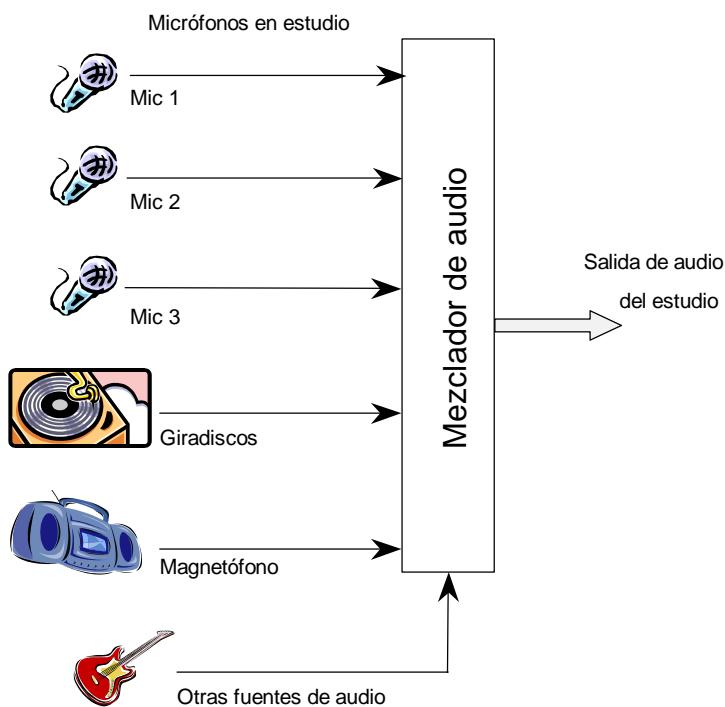 Micrófonos en estudio
Mic 1
Mic 2
Mic 3
Giradiscos
Magnetófono
Otras fuentes de audio
Mezclador de audio
Salida de audio
del estudio